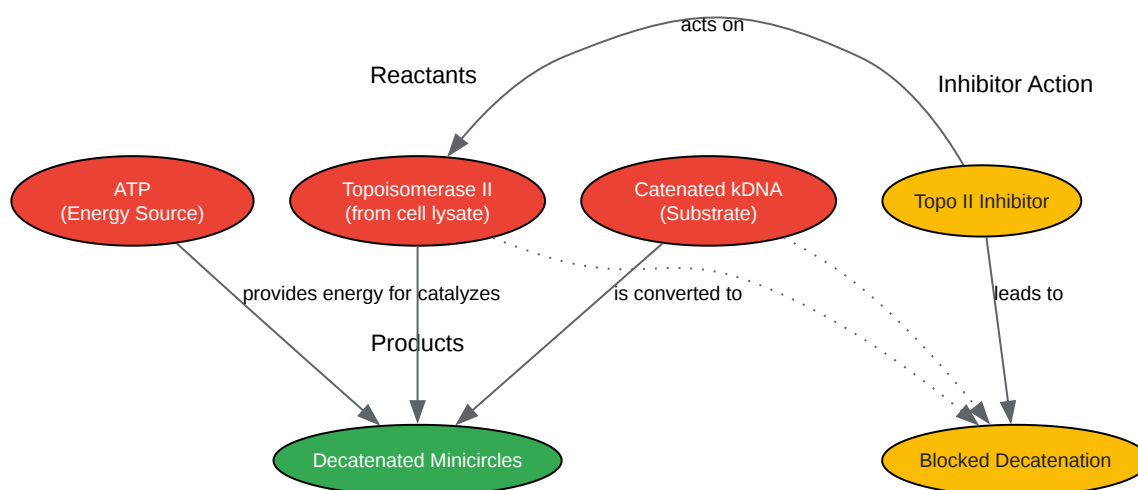 acts on
Reactants
Inhibitor Action
ATP
(Energy Source)
Topoisomerase II
(from cell lysate)
Catenated kDNA
(Substrate)
Topo II Inhibitor
provides energy for
catalyzes
is converted to
leads to
Products
Decatenated Minicircles
Blocked Decatenation